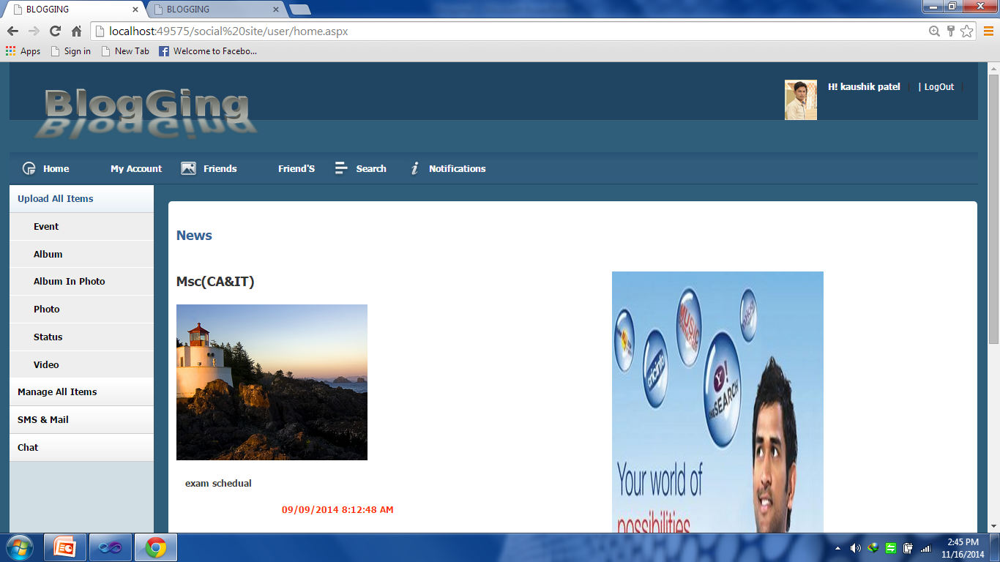 BLOGGING
BLOGGING
localhost:49575/social%20site/user/home.aspx
Apps Sign in New Tab Welcome to Facebo...
BlogGing
H! kaushik patel | | LogOut |
Home My Account Friends Friend'S Search Notifications
Upload All Items
Event
Album
Album In Photo
Photo
Status
Video
Manage All Items
SMS & Mail
Chat
News
Msc(CA&IT)
exam schedual
09/09/2014 8:12:48 AM
MUSIC
cricinfo
Y!
SEARCH
Your world of
possibilities
2:45 PM
11/16/2014